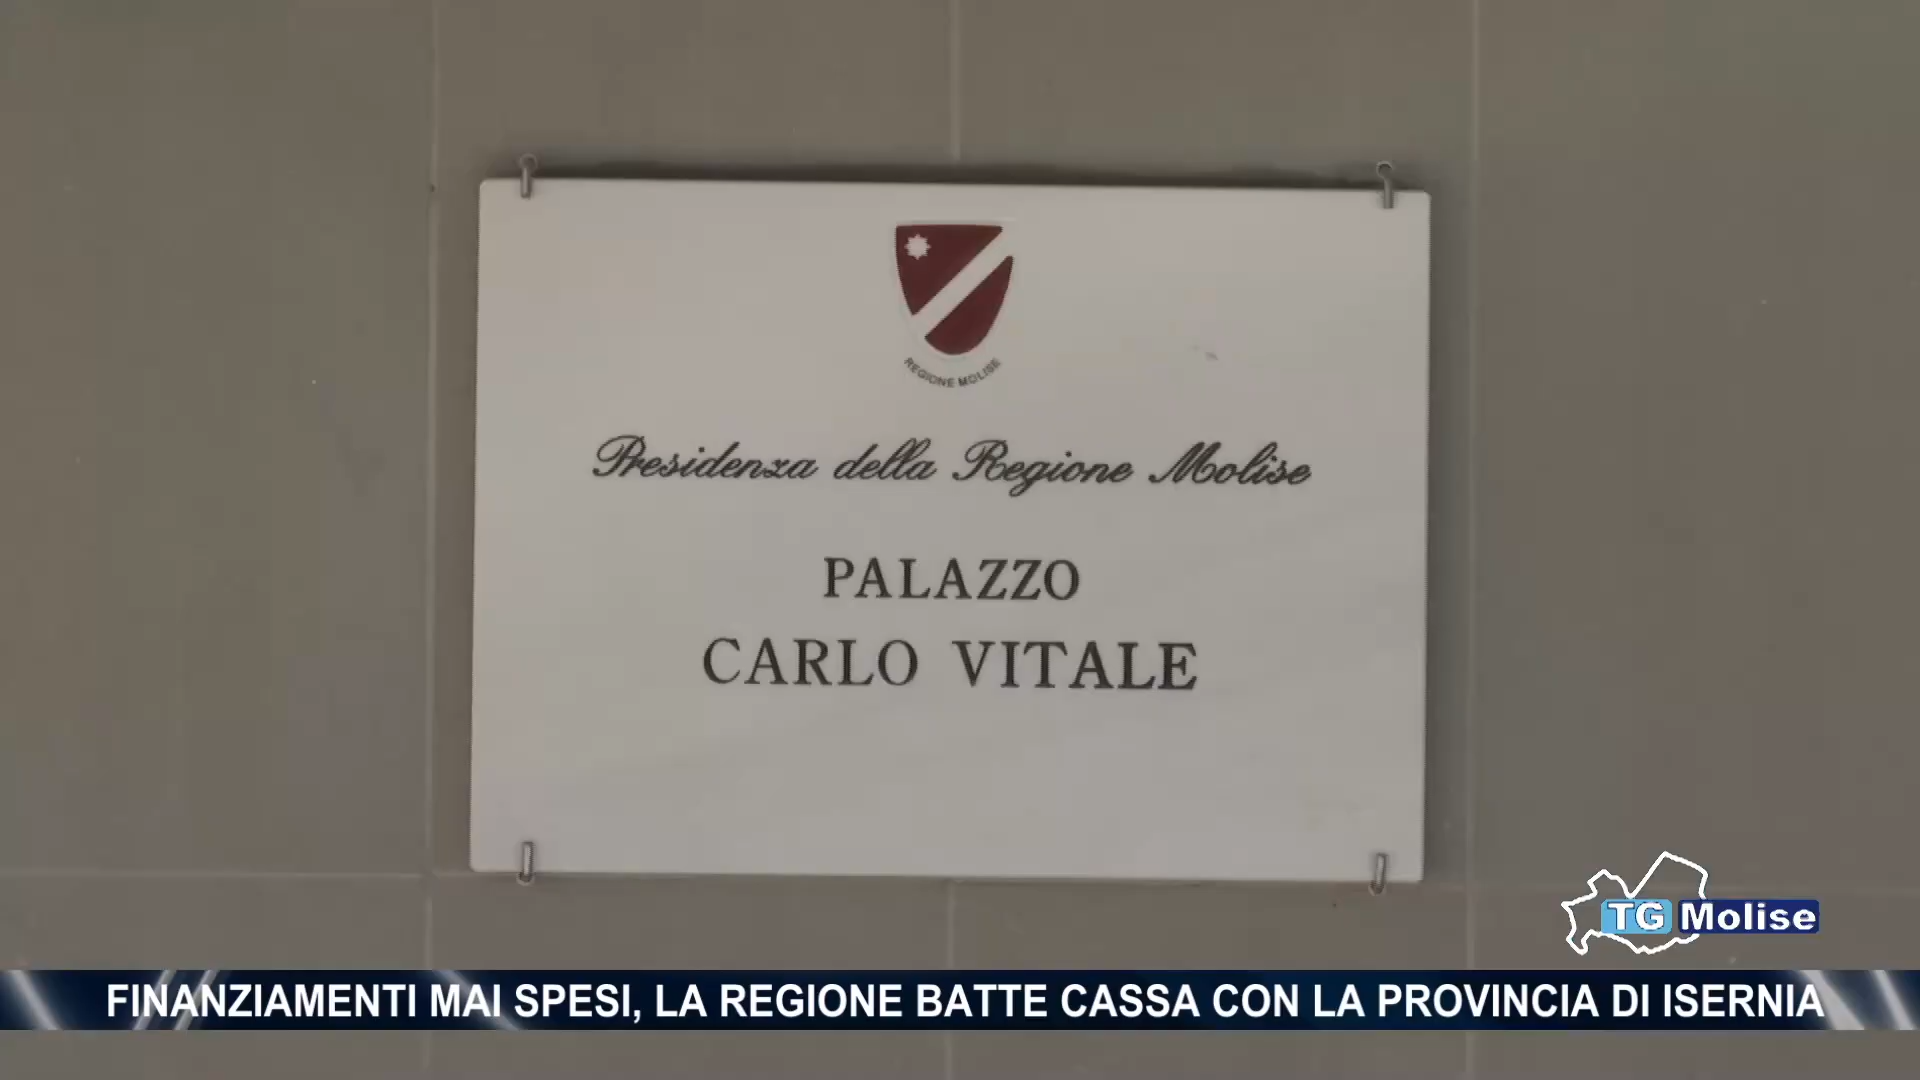 REGIONE MOLISE
Presidenza della Regione Molise
PALAZZO
CARLO VITALE
TG Molise
FINANZIAMENTI MAI SPESI, LA REGIONE BATTE CASSA CON LA PROVINCIA DI ISERNIA